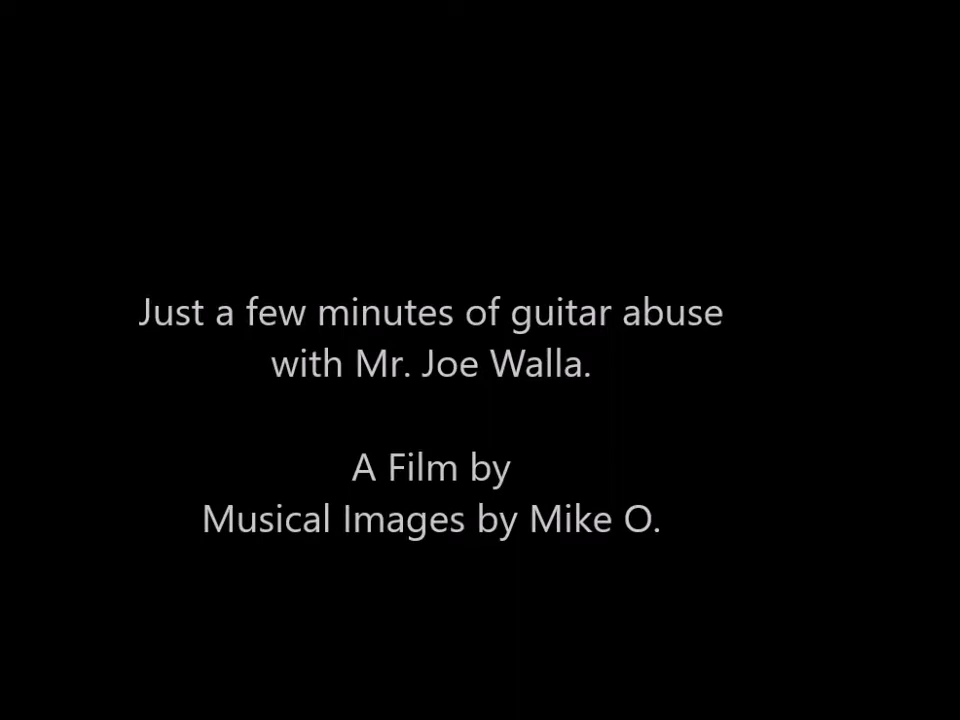 Just a few minutes of guitar abuse
with Mr. Joe Walla.
A Film by
Musical Images by Mike O.